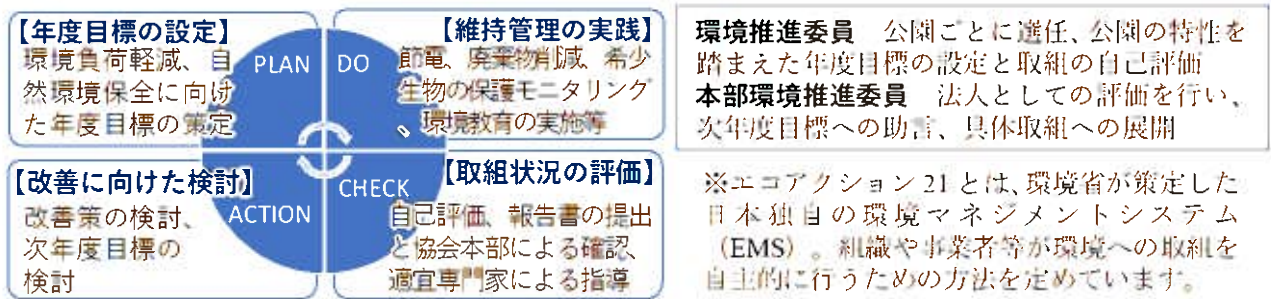 【年度目標の設定】
環境負荷軽減、自
然環境保全に向け
た年度目標の策定
PLAN
DO
【維持管理の実践】
節電、廃棄物削減、希少
生物の保護モニタリング
、環境教育の実施等
【改善に向けた検討】
改善策の検討、
次年度目標の
検討
ACTION
CHECK
【取組状況の評価】
自己評価、報告書の提出
と協会本部による確認、
適宜専門家による指導
環境推進委員　公園ごとに選任、公園の特性を
踏まえた年度目標の設定と取組の自己評価
本部環境推進委員　法人としての評価を行い、
次年度目標への助言、具体取組への展開
※エコアクション21とは、環境省が策定した
日本独自の環境マネジメントシステム
（EMS）。組織や事業者等が環境への取組を
自主的に行うための方法を定めています。